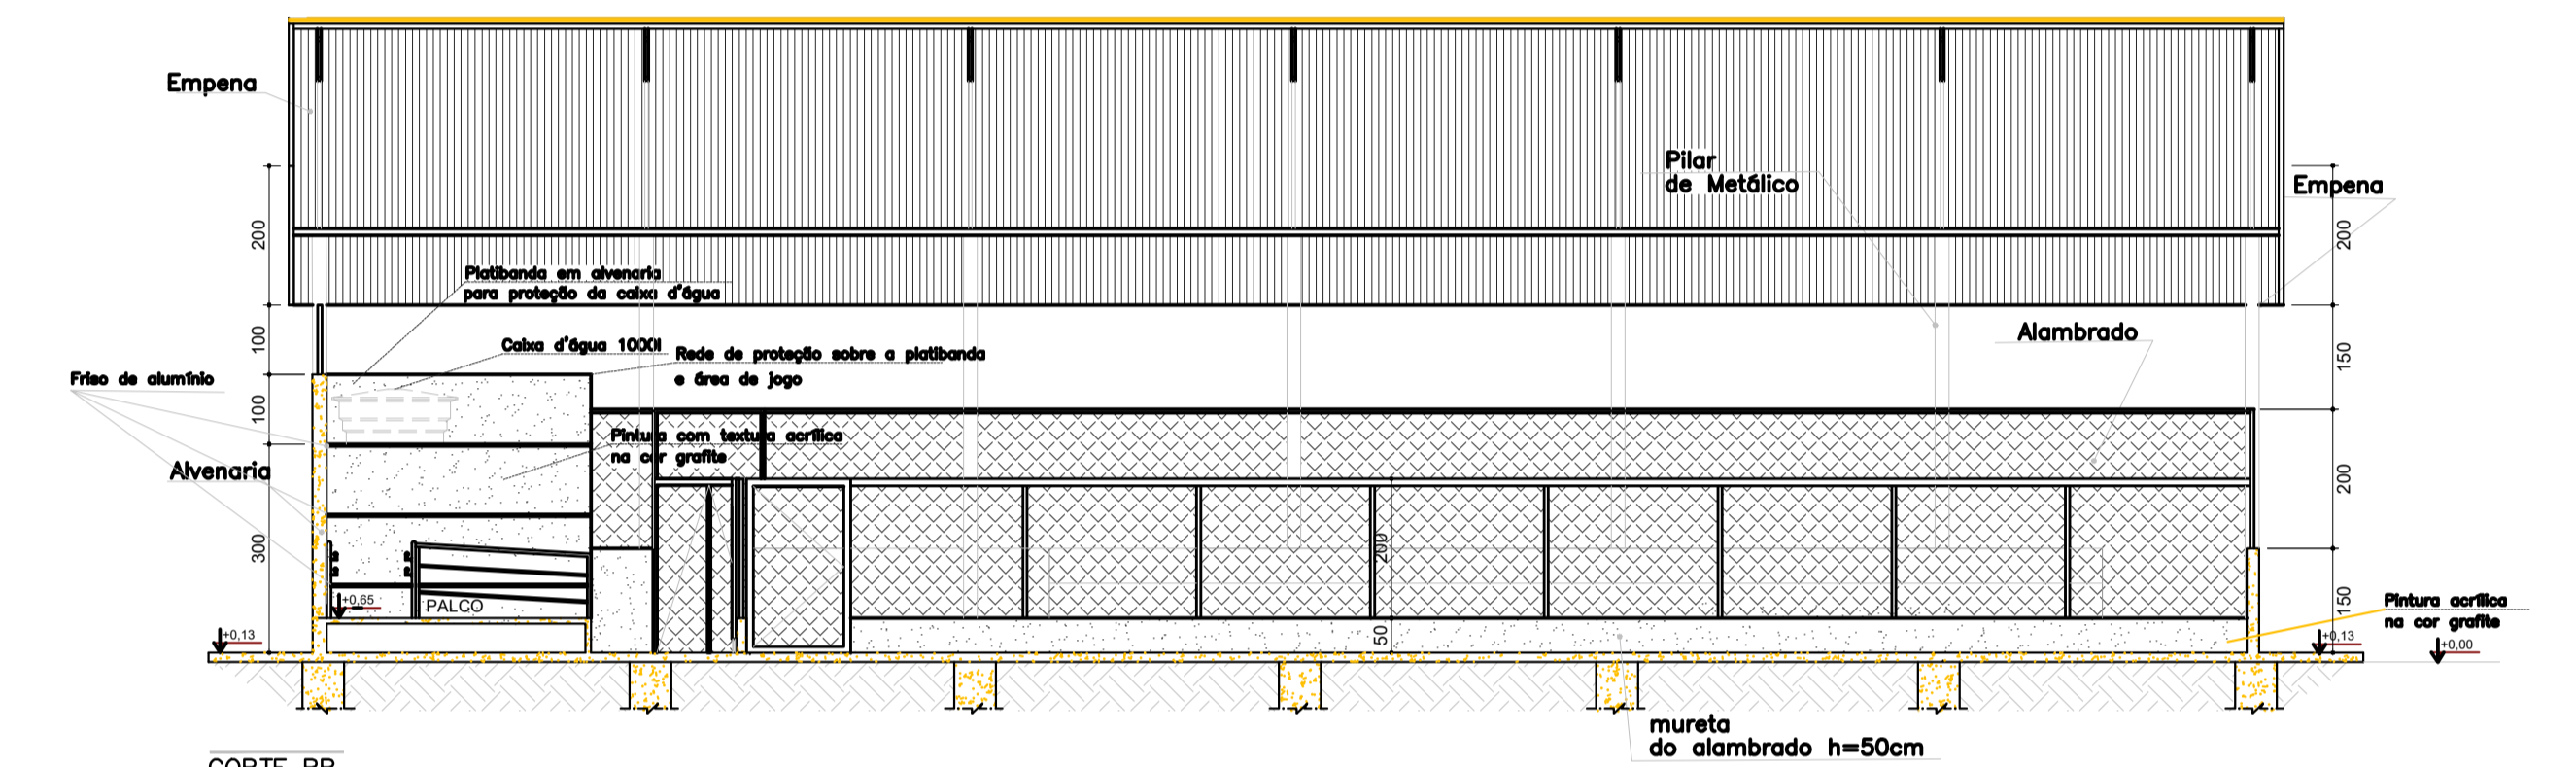 Empena
Pilar
de Metálico
Empena
200
200
Platibanda em alvenaria
para proteção da caixa d'água
Alambrado
100
Caixa d'água 1000l
Rede de proteção sobre a platibanda
e área de jogo
150
Friso de alumínio
100
Pintura com textura acrílica
na cor grafite
Alvenaria
200
300
200
+0,65
PALCO
150
Pintura acrílica
na cor grafite
+0,13
50
+0,13
+0,00
mureta
do alambrado h=50cm